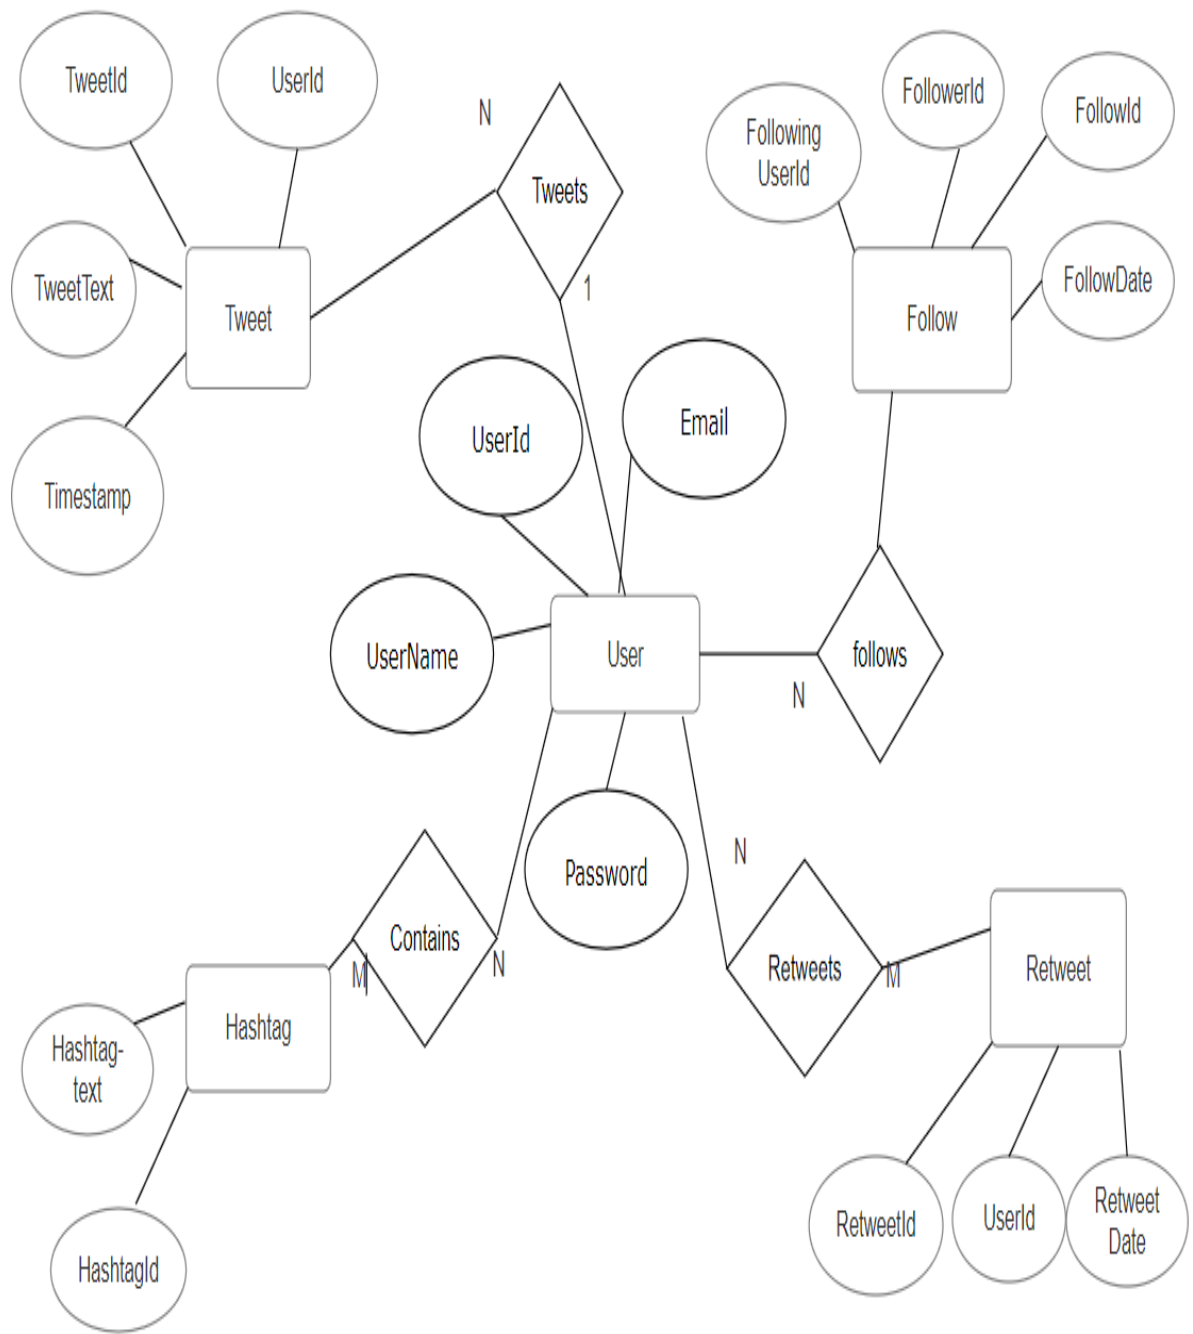 TweetId
UserId
N
Tweets
1
Following
UserId
FollowerId
FollowId
FollowDate
TweetText
Tweet
Follow
Timestamp
UserId
Email
UserName
User
follows
N
Password
N
Contains
M
N
Retweets
M
Retweet
Hashtag
Hashtag-
text
HashtagId
RetweetId
UserId
Retweet
Date